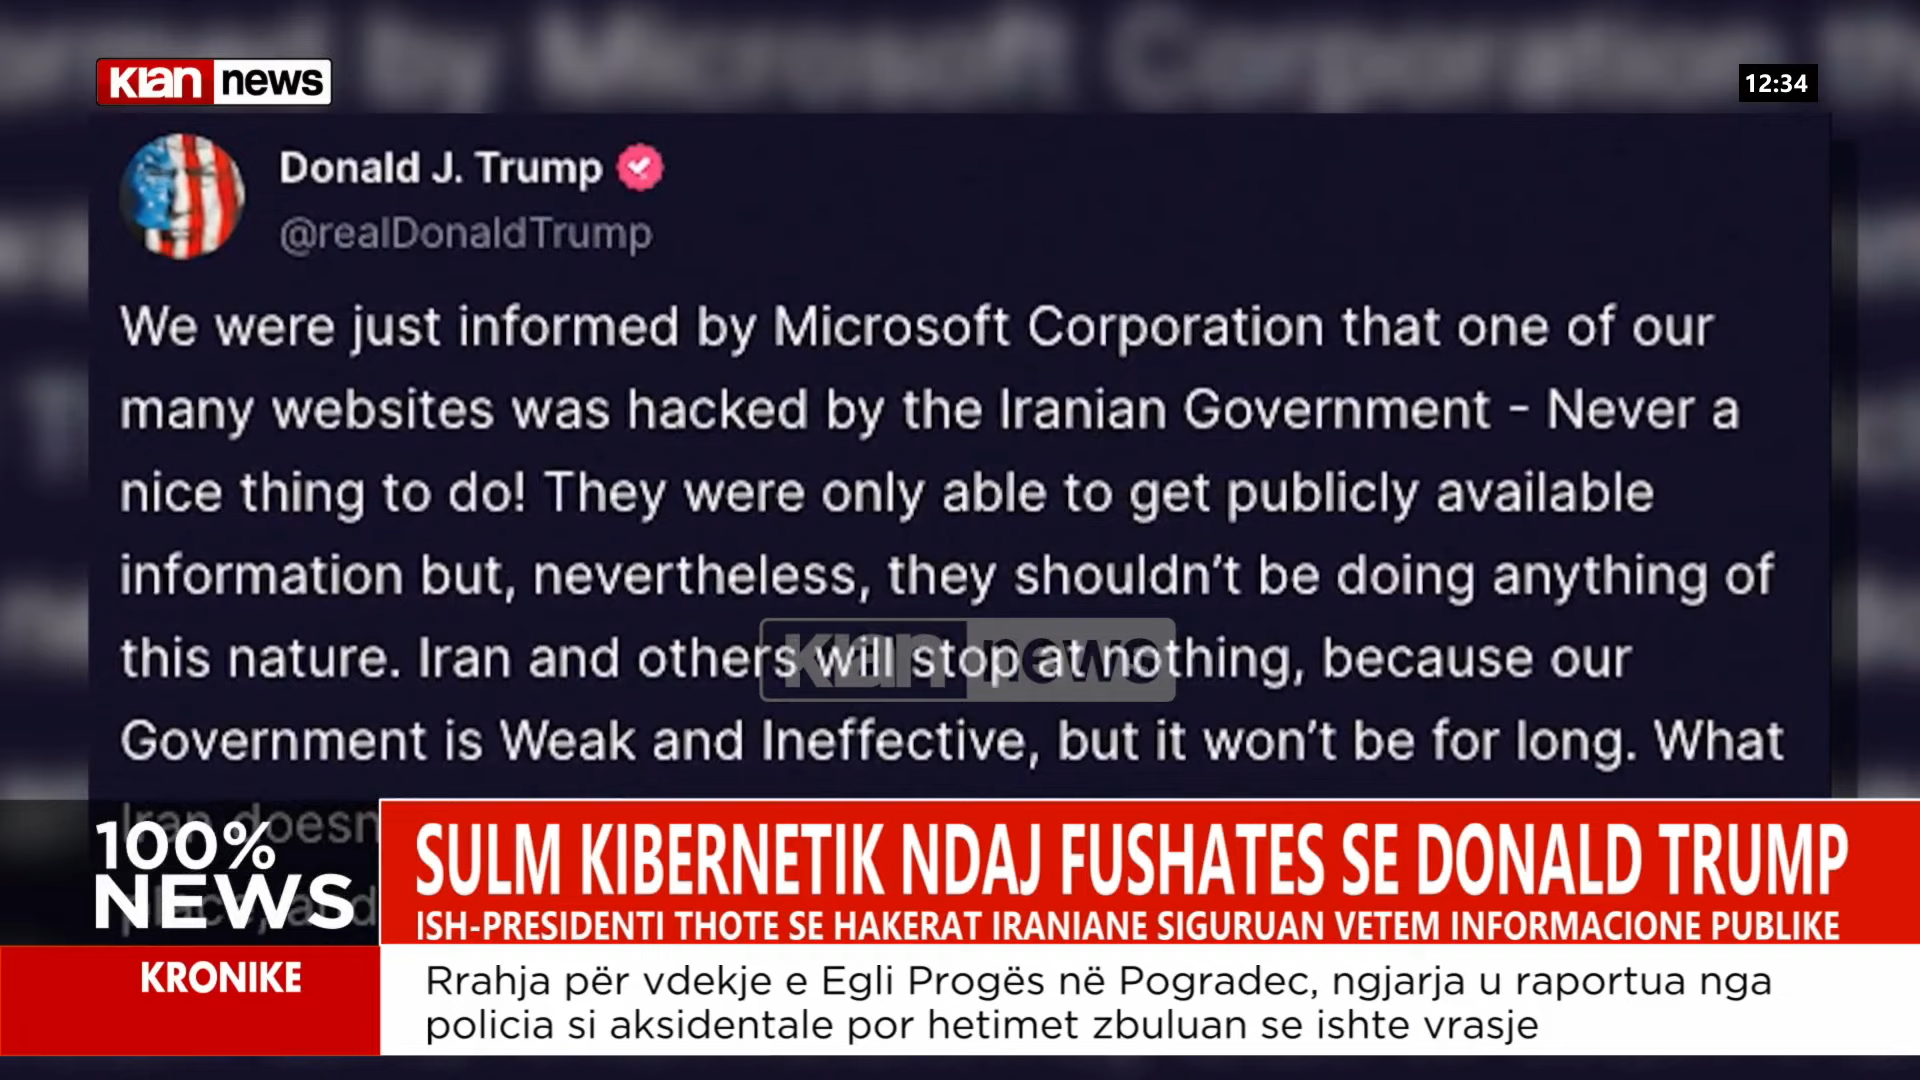 klan news
12:34
Donald J. Trump
@realDonaldTrump
We were just informed by Microsoft Corporation that one of our
many websites was hacked by the Iranian Government - Never a
nice thing to do! They were only able to get publicly available
information but, nevertheless, they shouldn't be doing anything of
this nature. Iran and others will stop at nothing, because our
klan news
Government is Weak and Ineffective, but it won't be for long. What
Iran doesn
100%
NEWS
SULM KIBERNETIK NDAJ FUSHATES SE DONALD TRUMP
ISH-PRESIDENTI THOTE SE HAKERAT IRANIANE SIGURUAN VETEM INFORMACIONE PUBLIKE
KRONIKE
Rrahja për vdekje e Egli Progës në Pogradec, ngjarja u raportua nga
policia si aksidentale por hetimet zbuluan se ishte vrasje